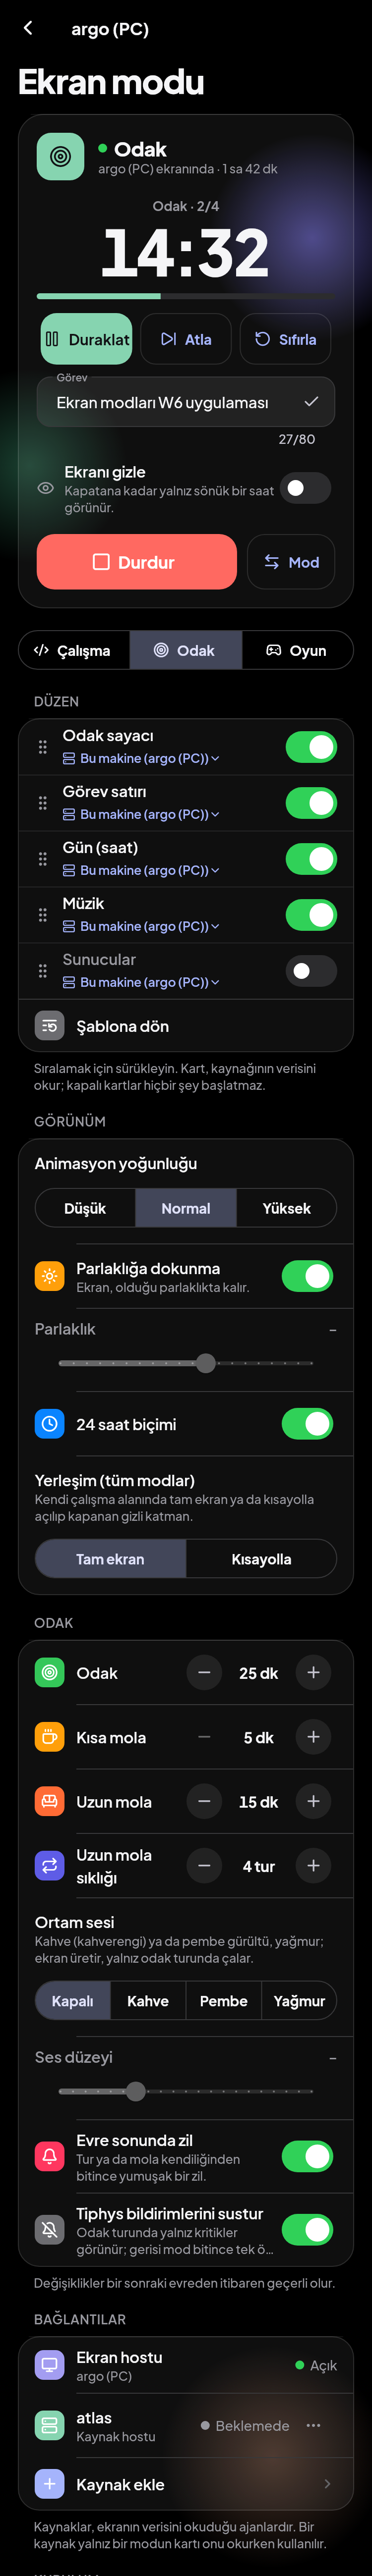 argo (PC)
Ekran modu
Odak
argo (PC) ekranında · 1 sa 42 dk
Odak · 2/4
14:32
Duraklat
Atla
Sıfırla
Görev
Ekran modları W6 uygulaması
27/80
Ekranı gizle
Kapatana kadar yalnız sönük bir saat
görünür.
Durdur
Mod
Çalışma
Odak
Oyun
DÜZEN
Odak sayacı
Bu makine (argo (PC))
Görev satırı
Bu makine (argo (PC))
Gün (saat)
Bu makine (argo (PC))
Müzik
Bu makine (argo (PC))
Sunucular
Bu makine (argo (PC))
Şablona dön
Sıralamak için sürükleyin. Kart, kaynağının verisini
okur; kapalı kartlar hiçbir şey başlatmaz.
GÖRÜNÜM
Animasyon yoğunluğu
Düşük
Normal
Yüksek
Parlaklığa dokunma
Ekran, olduğu parlaklıkta kalır.
Parlaklık
–
24 saat biçimi
Yerleşim (tüm modlar)
Kendi çalışma alanında tam ekran ya da kısayolla
açılıp kapanan gizli katman.
Tam ekran
Kısayolla
ODAK
Odak
25 dk
Kısa mola
5 dk
Uzun mola
15 dk
Uzun mola
sıklığı
4 tur
Ortam sesi
Kahve (kahverengi) ya da pembe gürültü, yağmur;
ekran üretir, yalnız odak turunda çalar.
Kapalı
Kahve
Pembe
Yağmur
Ses düzeyi
–
Evre sonunda zil
Tur ya da mola kendiliğinden
bitince yumuşak bir zil.
Tiphys bildirimlerini sustur
Odak turunda yalnız kritikler
görünür; gerisi mod bitince tek ö…
Değişiklikler bir sonraki evreden itibaren geçerli olur.
BAĞLANTILAR
Ekran hostu
argo (PC)
Açık
atlas
Kaynak hostu
Beklemede
Kaynak ekle
Kaynaklar, ekranın verisini okuduğu ajanlardır. Bir
kaynak yalnız bir modun kartı onu okurken kullanılır.